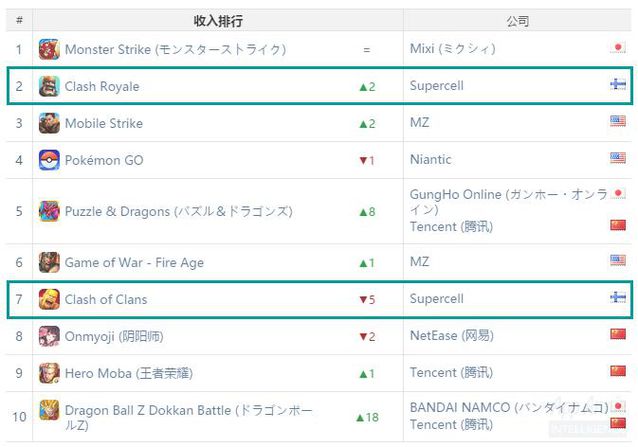 # 收入排行 公司
1 Monster Strike (モンスターストライク) = Mixi (ミクシィ)
2 Clash Royale ▲2 Supercell
3 Mobile Strike ▲2 MZ
4 Pokémon GO ▼1 Niantic
5 Puzzle & Dragons (パズル＆ドラゴンズ) ▲8 GungHo Online (ガンホー・オンラ
イン)
Tencent (腾讯)
6 Game of War - Fire Age ▲1 MZ
7 Clash of Clans ▼5 Supercell
8 Onmyoji (阴阳师) ▼2 NetEase (网易)
9 Hero Moba (王者荣耀) ▲1 Tencent (腾讯)
10 Dragon Ball Z Dokkan Battle (ドラゴンボー
ルZ) ▲18 BANDAI NAMCO (バンダイナムコ)
Tencent (腾讯)